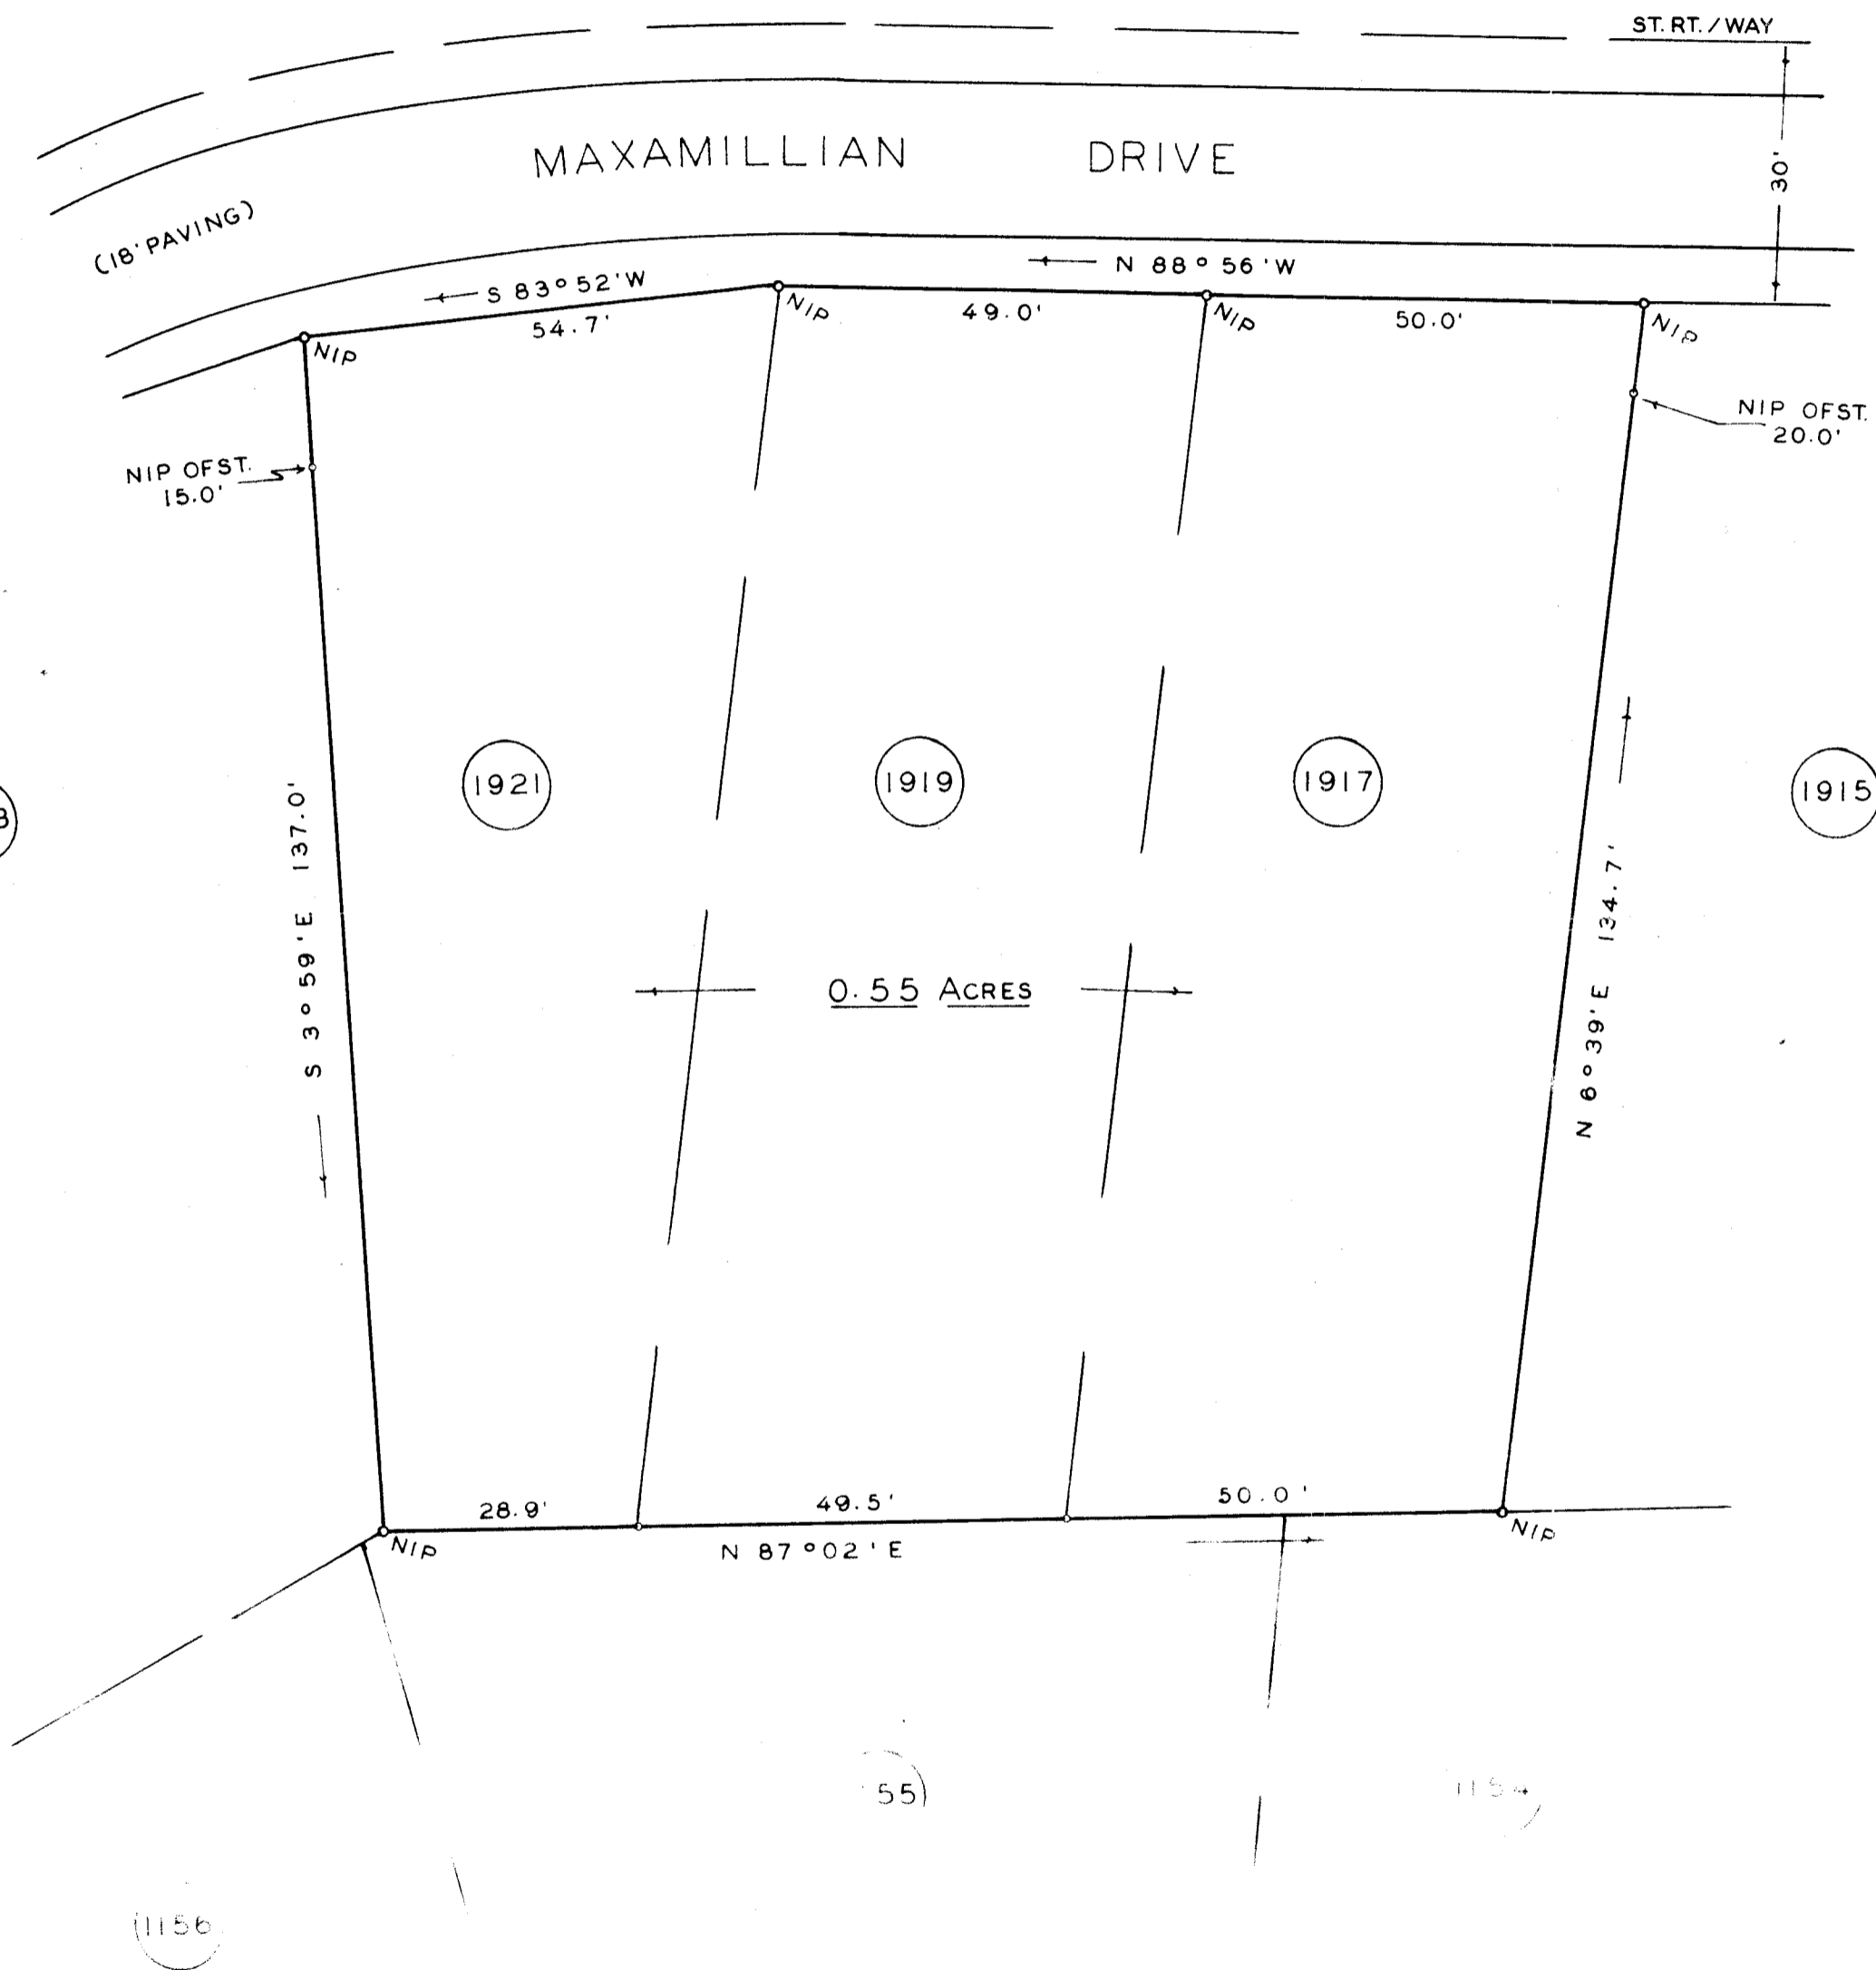 ST. RT. / WAY
MAXAMILLIAN DRIVE
30'
(18' PAVING)
N 88° 56' W
S 83° 52' W
54.7'
49.0'
50.0'
NIP
NIP
NIP
NIP
NIP OFST.
20.0'
NIP OFST.
15.0'
1921
1919
1917
1915
S 3° 59' E 137.0'
N 6° 39' E 134.7'
0.55 ACRES
28.9'
49.5'
50.0'
NIP
N 87° 02' E
NIP
55
1154
1156